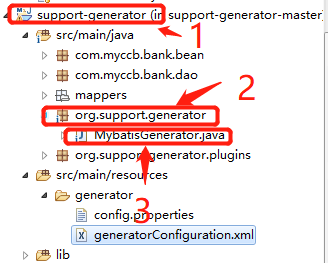 support-generator (in support-generator-master
1
src/main/java
com.myccb.bank.bean
com.myccb.bank.dao
mappers
2
org.support.generator
MybatisGenerator.java
org.support.generator.plugins
3
src/main/resources
generator
config.properties
generatorConfiguration.xml
lib